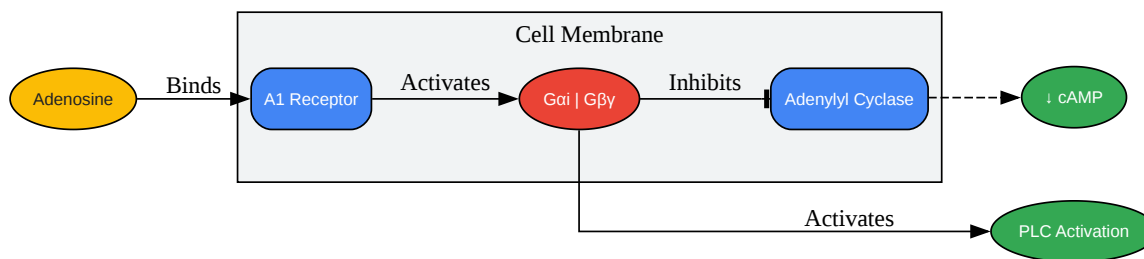 Cell Membrane
Adenosine
Binds
A1 Receptor
Activates
Gαi | Gβγ
Inhibits
Adenylyl Cyclase
↓ cAMP
Activates
PLC Activation